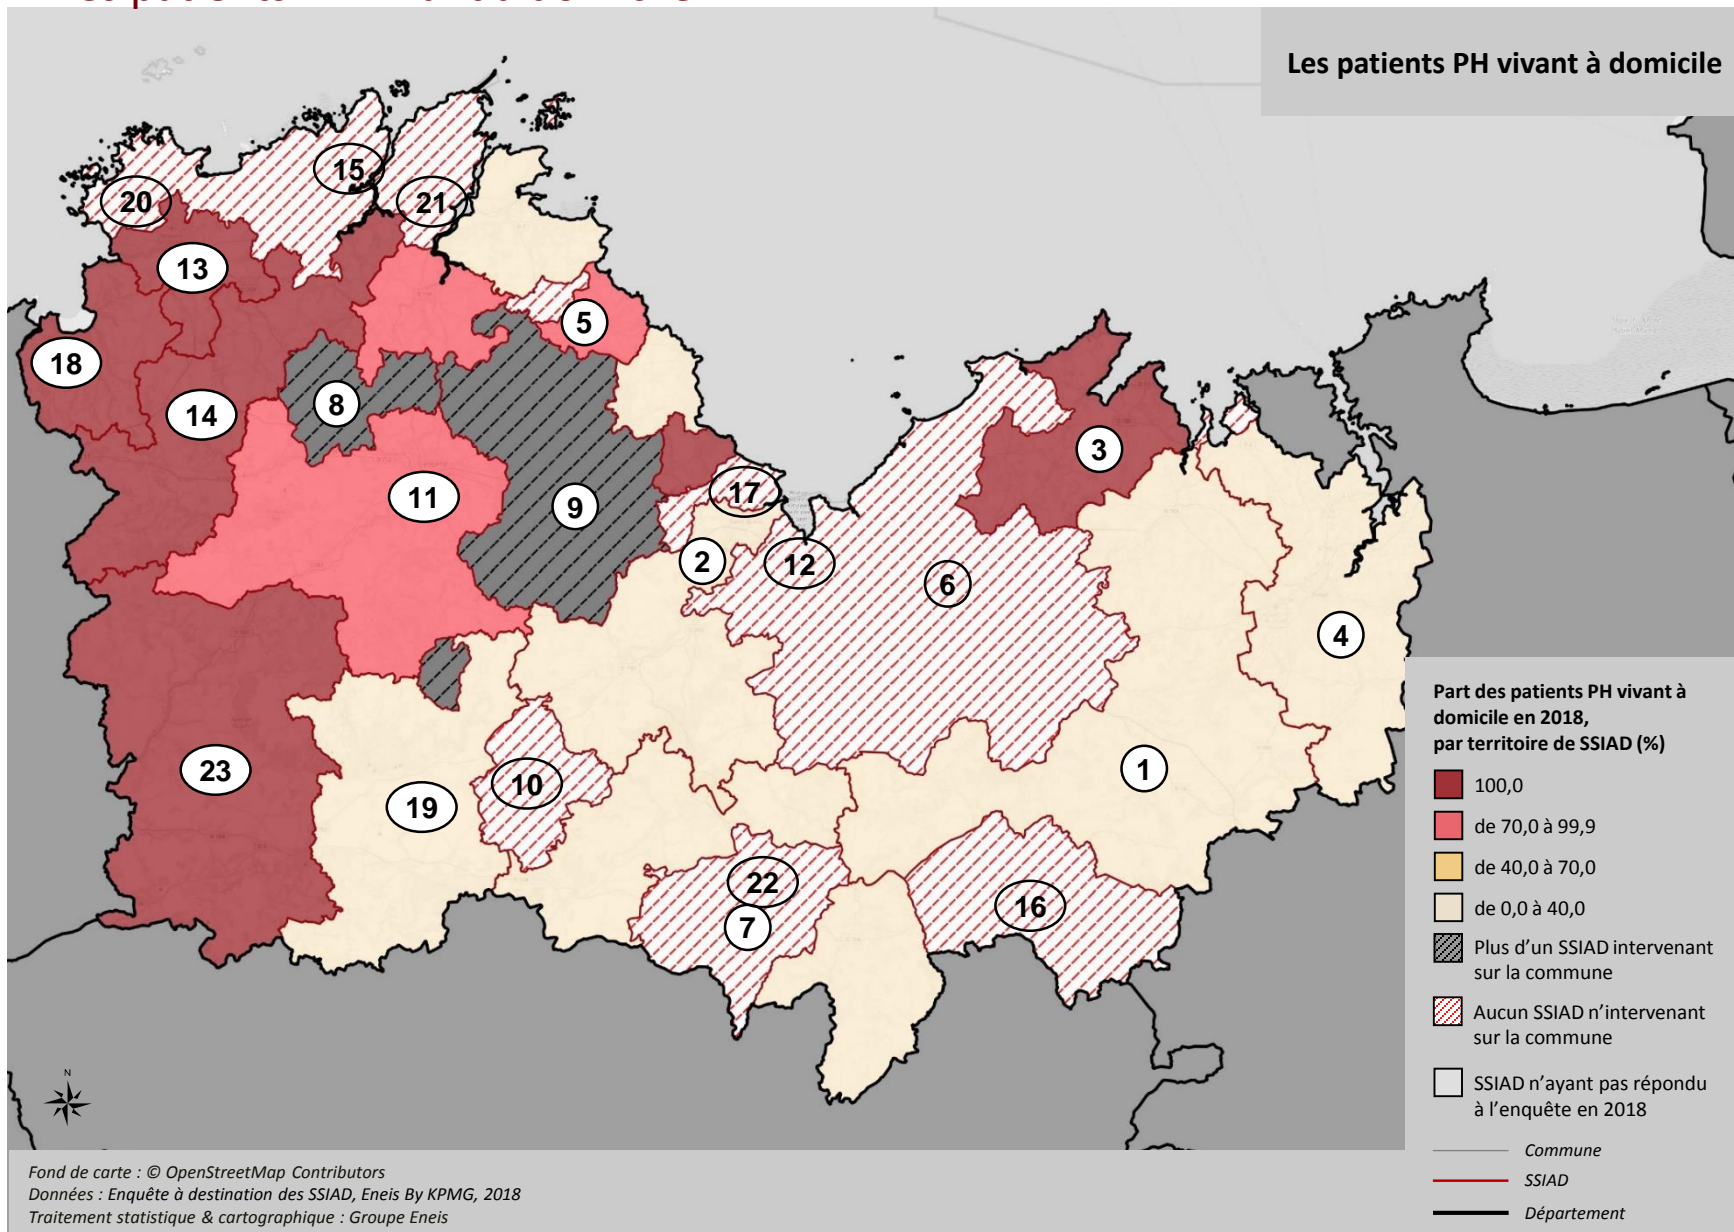 Les patients PH vivant à domicile
15
20
21
13
5
18
8
14
3
11
17
9
2
12
6
4
1
23
10
19
22
16
7
Part des patients PH vivant à
domicile en 2018,
par territoire de SSIAD (%)
100,0
de 70,0 à 99,9
de 40,0 à 70,0
de 0,0 à 40,0
Plus d'un SSIAD intervenant
sur la commune
Aucun SSIAD n'intervenant
sur la commune
SSIAD n'ayant pas répondu
à l'enquête en 2018
Commune
SSIAD
Département
N
Fond de carte : © OpenStreetMap Contributors
Données : Enquête à destination des SSIAD, Eneis By KPMG, 2018
Traitement statistique & cartographique : Groupe Eneis